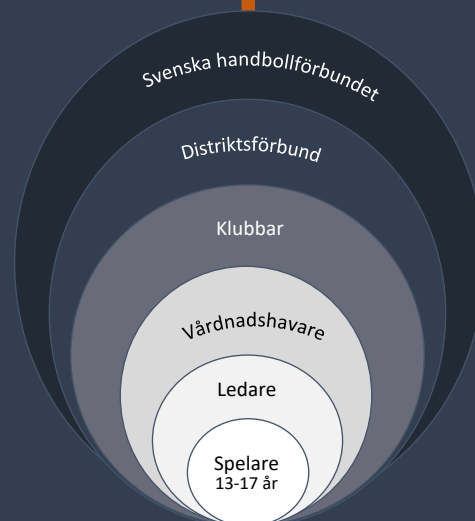 Svenska handbollförbundet
Distriktsförbund
Klubbar
Vårdnadshavare
Ledare
Spelare
13-17 år